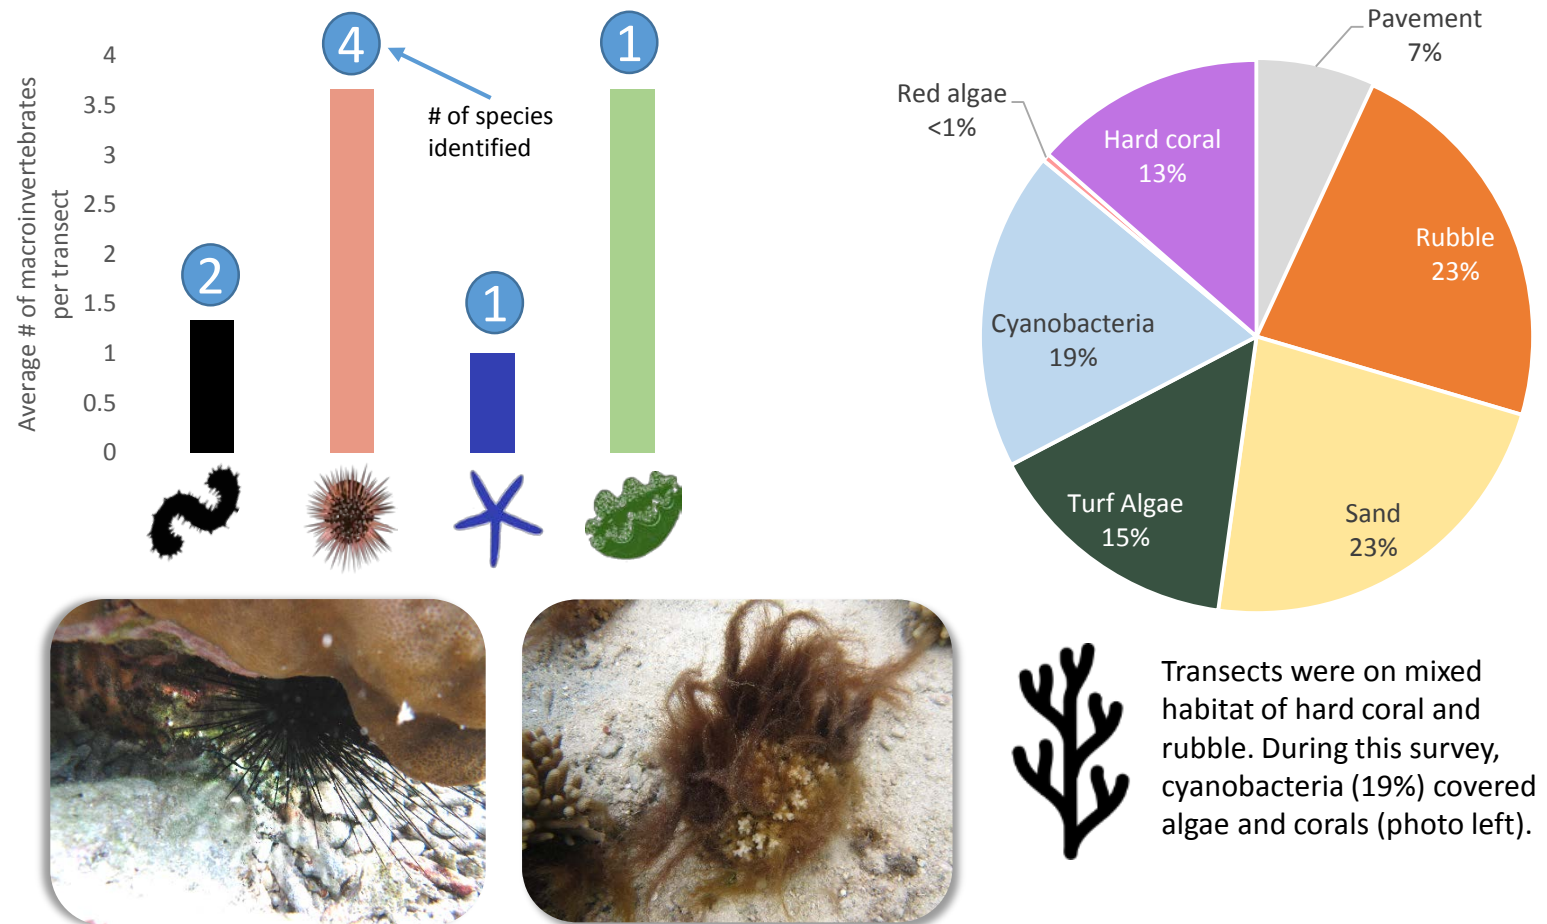 Average # of macroinvertebrates
per transect
4
3.5
3
2.5
2
1.5
1
0.5
0
2
4
1
1
# of species
identified
Pavement
7%
Red algae
<1%
Hard coral
13%
Rubble
23%
Cyanobacteria
19%
Turf Algae
15%
Sand
23%
Transects were on mixed
habitat of hard coral and
rubble. During this survey,
cyanobacteria (19%) covered
algae and corals (photo left).